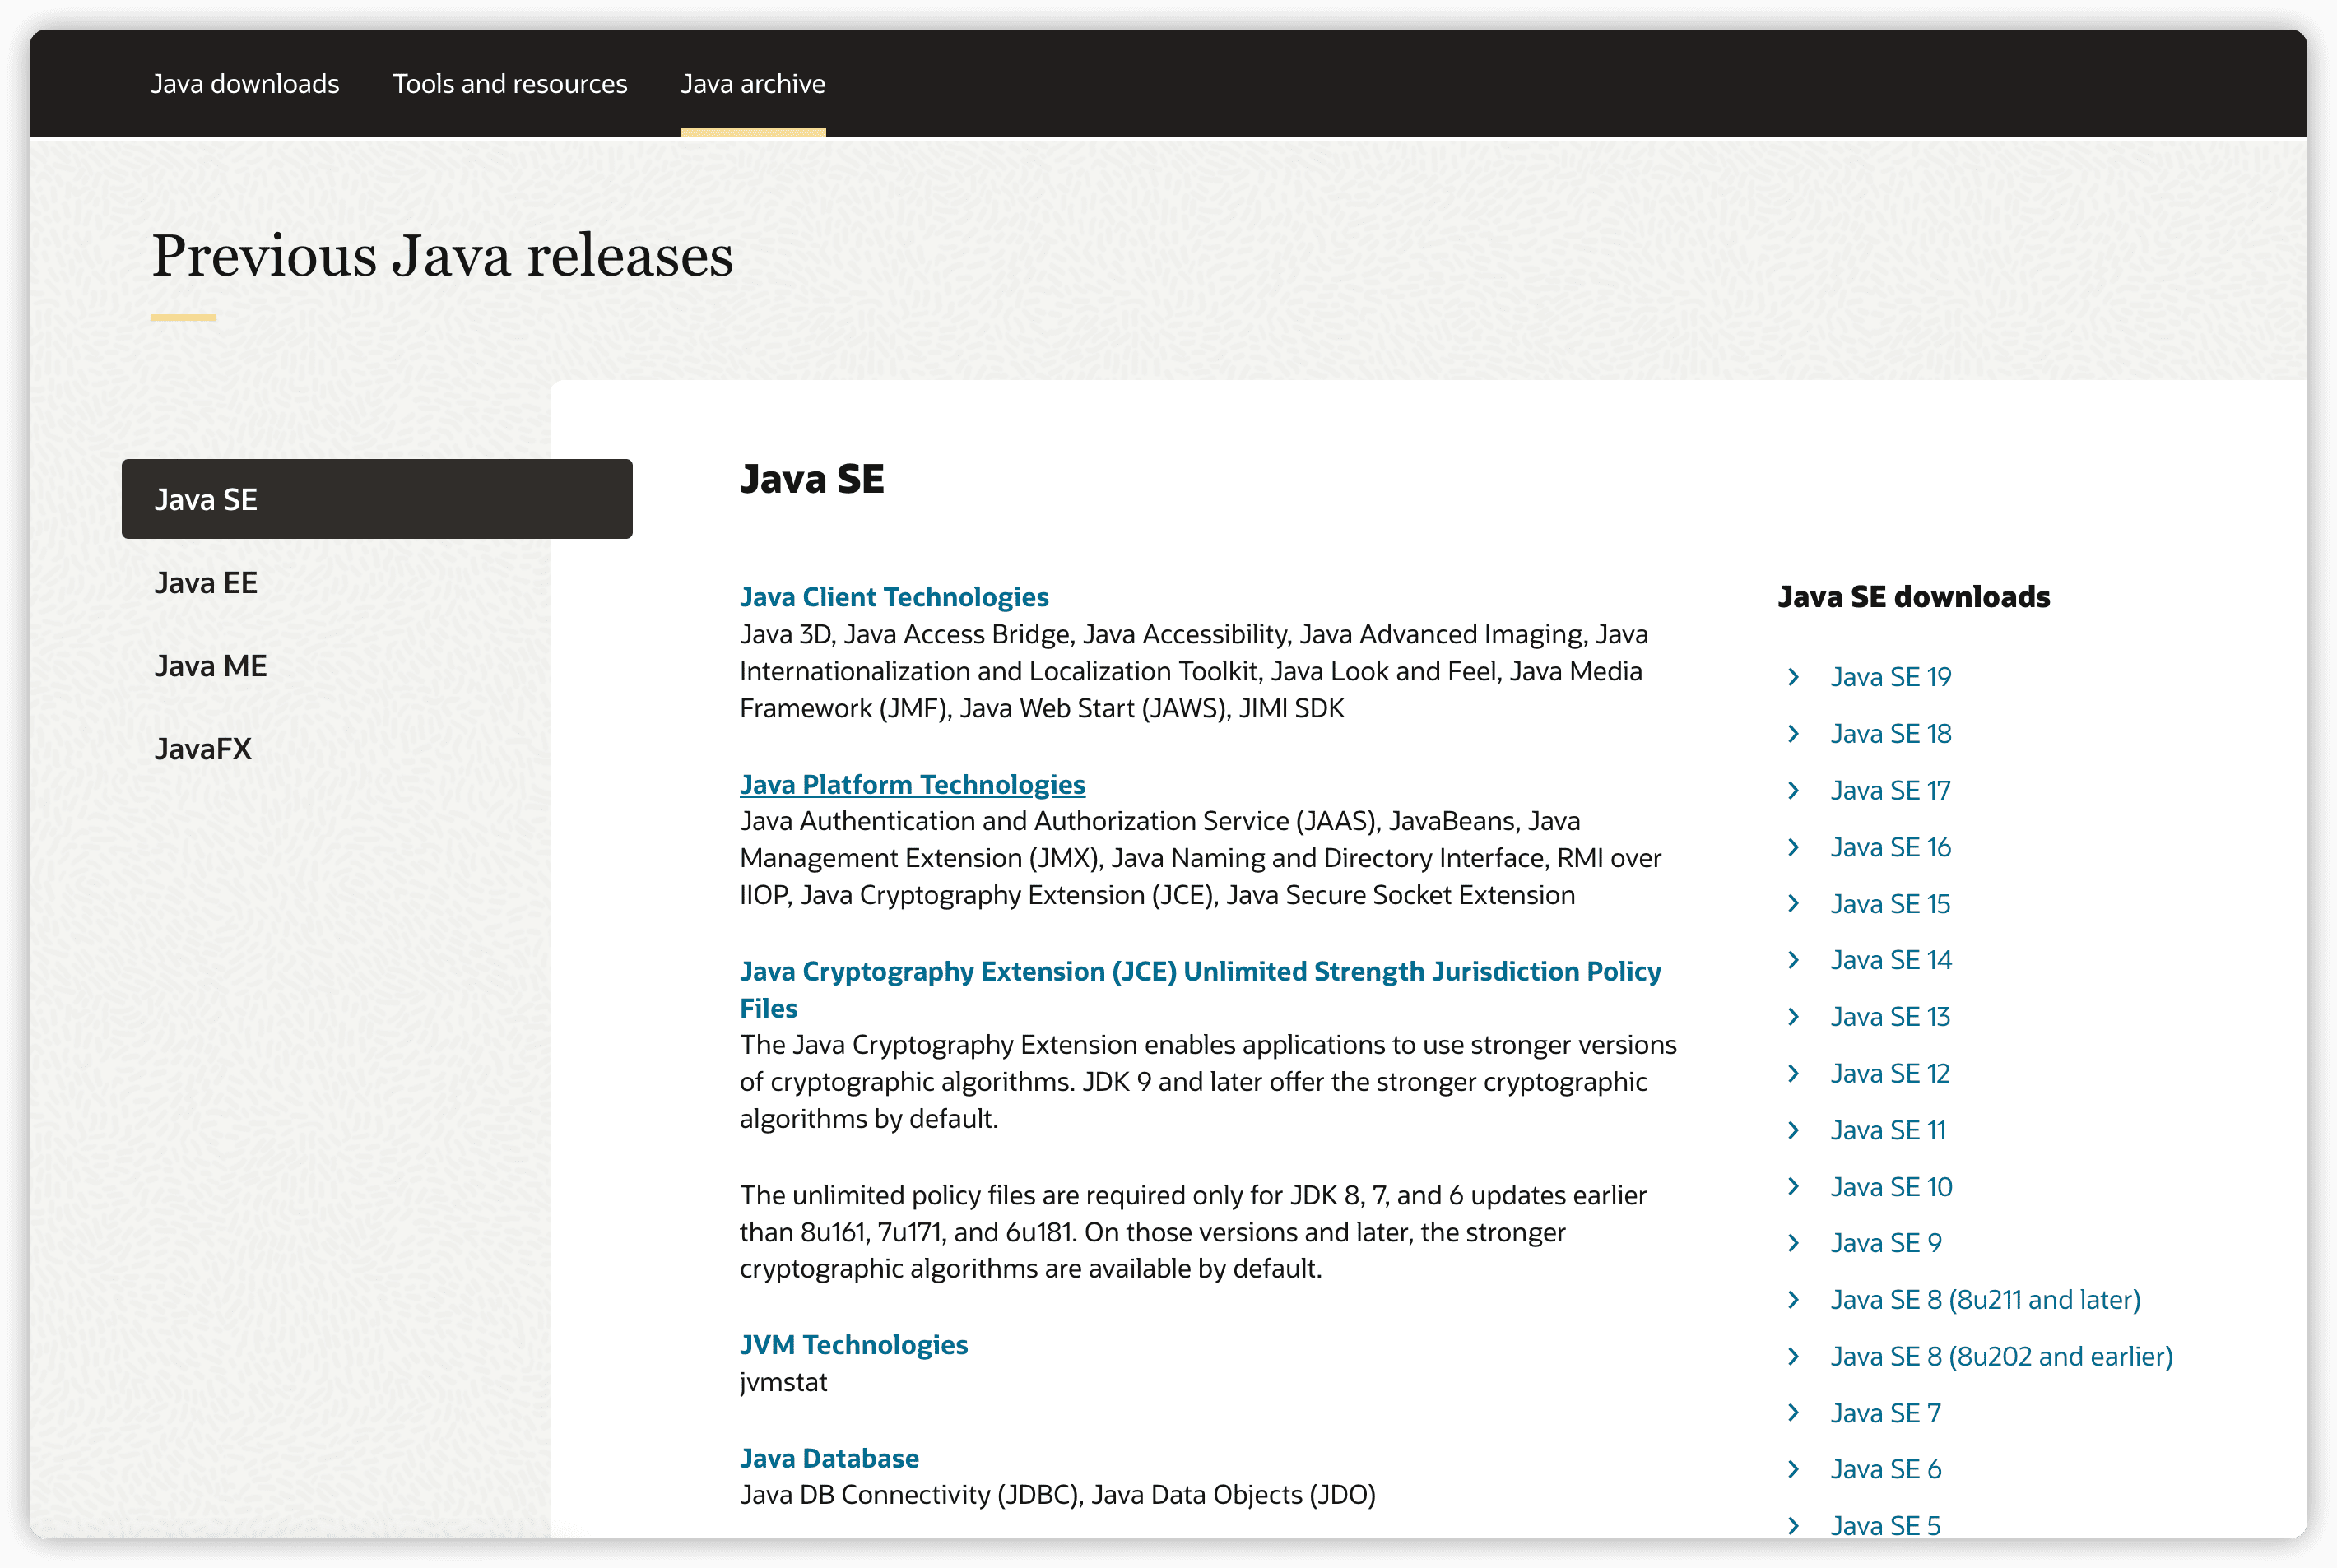 Java downloads
Tools and resources
Java archive
Previous Java releases
Java SE
Java EE
Java ME
JavaFX
Java SE
Java Client Technologies
Java 3D, Java Access Bridge, Java Accessibility, Java Advanced Imaging, Java
Internationalization and Localization Toolkit, Java Look and Feel, Java Media
Framework (JMF), Java Web Start (JAWS), JIMI SDK
Java Platform Technologies
Java Authentication and Authorization Service (JAAS), JavaBeans, Java
Management Extension (JMX), Java Naming and Directory Interface, RMI over
IIOP, Java Cryptography Extension (JCE), Java Secure Socket Extension
Java Cryptography Extension (JCE) Unlimited Strength Jurisdiction Policy
Files
The Java Cryptography Extension enables applications to use stronger versions
of cryptographic algorithms. JDK 9 and later offer the stronger cryptographic
algorithms by default.
The unlimited policy files are required only for JDK 8, 7, and 6 updates earlier
than 8u161, 7u171, and 6u181. On those versions and later, the stronger
cryptographic algorithms are available by default.
JVM Technologies
jvmstat
Java Database
Java DB Connectivity (JDBC), Java Data Objects (JDO)
Java SE downloads
Java SE 19
Java SE 18
Java SE 17
Java SE 16
Java SE 15
Java SE 14
Java SE 13
Java SE 12
Java SE 11
Java SE 10
Java SE 9
Java SE 8 (8u211 and later)
Java SE 8 (8u202 and earlier)
Java SE 7
Java SE 6
Java SE 5